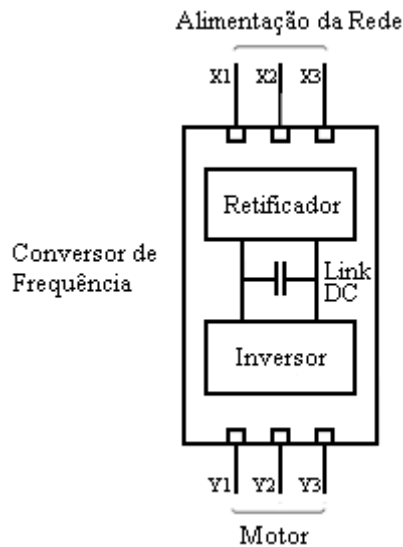 Alimentação da Rede
X1 X2 X3
Retificador
Conversor de
Frequência
Link
DC
Inversor
Y1 Y2 Y3
Motor